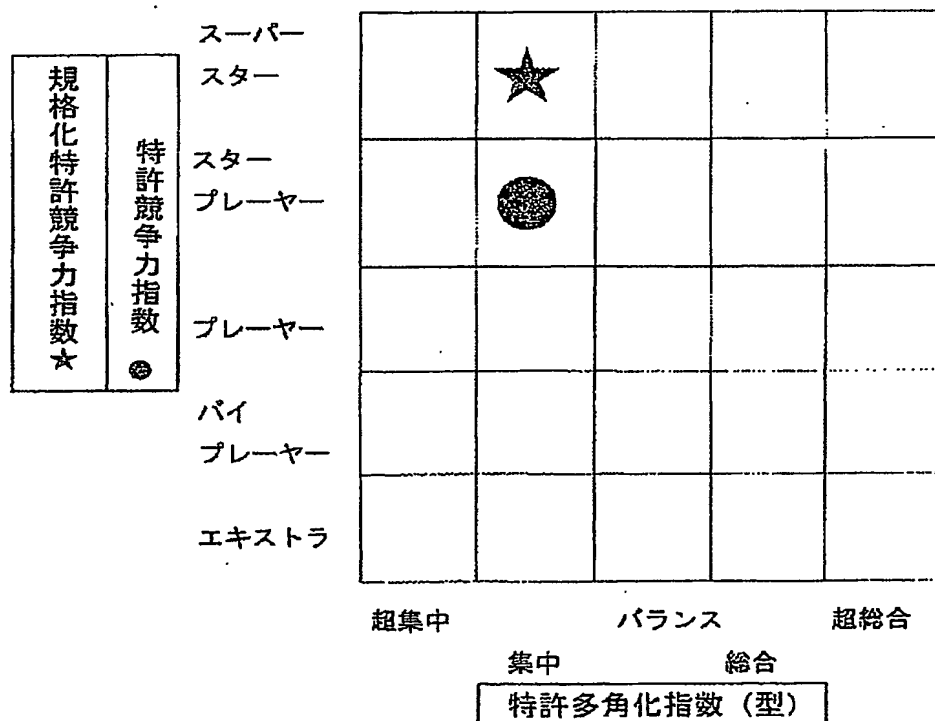 規格化特許競争力指数☆
特許競争力指数
スーパー
スター
スター
プレーヤー
プレーヤー
バイ
プレーヤー
エキストラ
超集中
バランス
超総合
集中
総合
特許多角化指数（型）